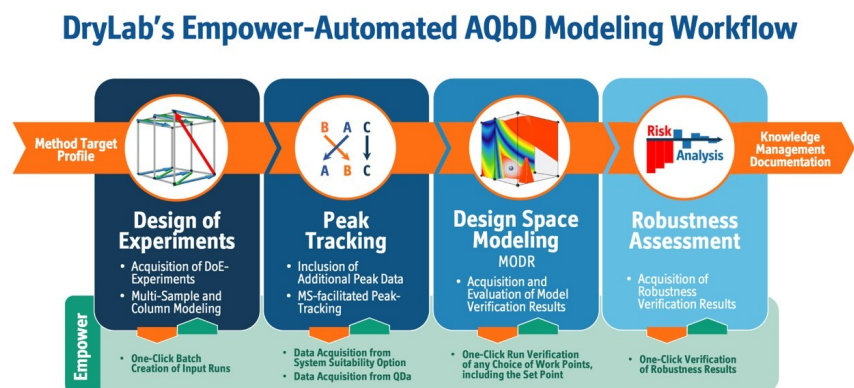 DryLab's Empower-Automated AQbD Modeling Workflow
Method Target
Profile
B A C
A B C
Risk
Analysis
Knowledge
Management
Documentation
Design of
Experiments
• Acquisition of DoE-
Experiments
• Multi-Sample and
Column Modeling
Peak
Tracking
• Inclusion of
Additional Peak Data
• MS-facilitated Peak-
Tracking
Design Space
Modeling
MODR
• Acquisition and
Evaluation of Model
Verification Results
Robustness
Assessment
• Acquisition of
Robustness
Verification Results
Empower
• One-Click Batch
Creation of Input Runs
• Data Acquisition from
System Suitability Option
• Data Acquisition from QDa
• One-Click Run Verification
of any Choice of Work Points,
including the Set Point
• One-Click Verification
of Robustness Results